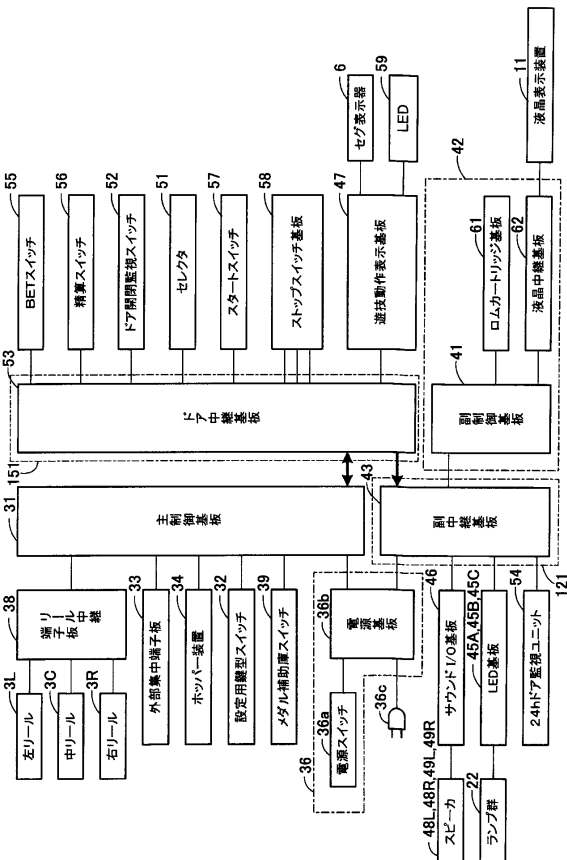 3L
左リール
3C
中リール
3R
右リール
38
リール中継
端子板
33
外部集中端子板
34
ホッパー装置
32
設定用鍵型スイッチ
39
メダル補助庫スイッチ
36
36a
電源スイッチ
36b
電源基板
36c
48L,48R,49L,49R
スピーカ
22
ランプ群
46
サウンドI/O基板
45A,45B,45C
LED基板
54
24hドア監視ユニット
31
主制御基板
43
副中継基板
121
151
53
ドア中継基板
41
副制御基板
42
55
BETスイッチ
56
精算スイッチ
52
ドア開閉監視スイッチ
51
セレクタ
57
スタートスイッチ
58
ストップスイッチ基板
47
遊技動作表示基板
61
ロムカートリッジ基板
62
液晶中継基板
6
セグ表示器
59
LED
11
液晶表示装置